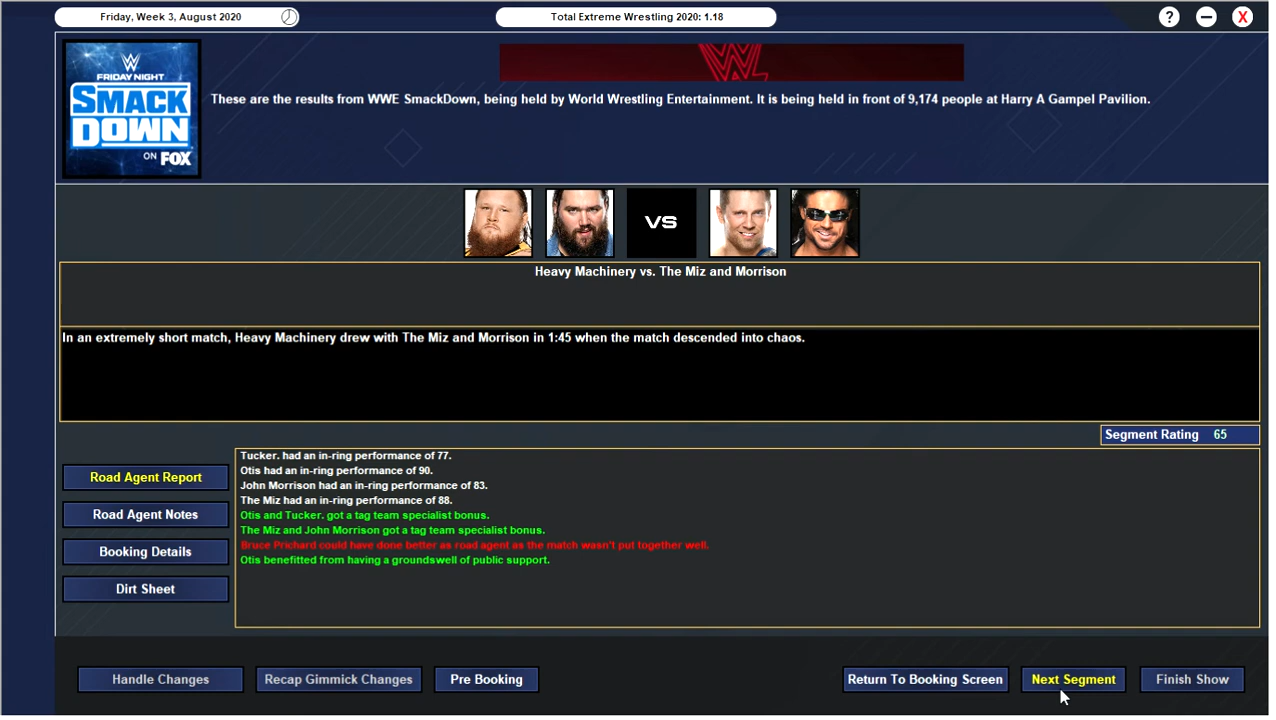 Friday, Week 3, August 2020
Total Extreme Wrestling 2020: 1.18
? X
W
FRIDAY NIGHT
SMACK
DOWN
ON FOX
These are the results from WWE SmackDown, being held by World Wrestling Entertainment. It is being held in front of 9,174 people at Harry A Gampel Pavilion.
VS
Heavy Machinery vs. The Miz and Morrison
In an extremely short match, Heavy Machinery drew with The Miz and Morrison in 1:45 when the match descended into chaos.
Segment Rating 65
Road Agent Report
Road Agent Notes
Booking Details
Dirt Sheet
Tucker. had an in-ring performance of 77.
Otis had an in-ring performance of 90.
John Morrison had an in-ring performance of 83.
The Miz had an in-ring performance of 88.
Otis and Tucker. got a tag team specialist bonus.
The Miz and John Morrison got a tag team specialist bonus.
Bruce Prichard could have done better as road agent as the match wasn't put together well.
Otis benefitted from having a groundswell of public support.
Handle Changes
Recap Gimmick Changes
Pre Booking
Return To Booking Screen
Next Segment
Finish Show